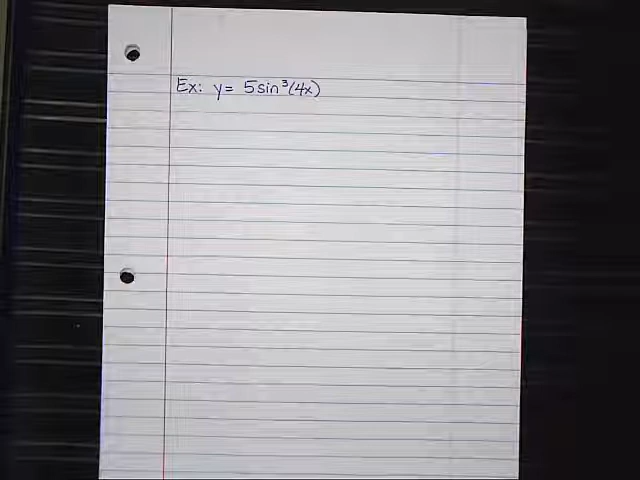 Ex: y = 5sin³(4x)